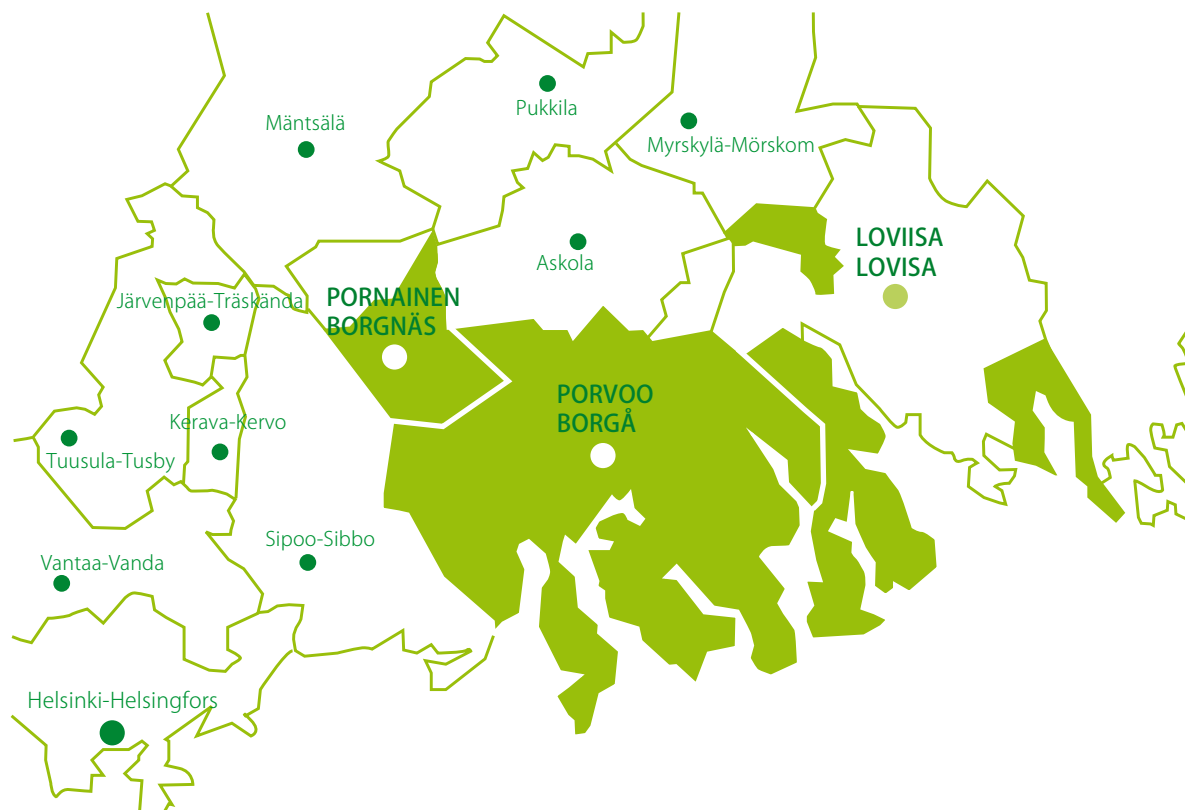 Pukkila
Mäntsälä
Myrskylä-Mörskom
LOVIISA
LOVISA
Askola
PORNAINEN
BORGNÄS
Järvenpää-Träskända
PORVOO
BORGÅ
Kerava-Kervo
Tuusula-Tusby
Sipoo-Sibbo
Vantaa-Vanda
Helsinki-Helsingfors